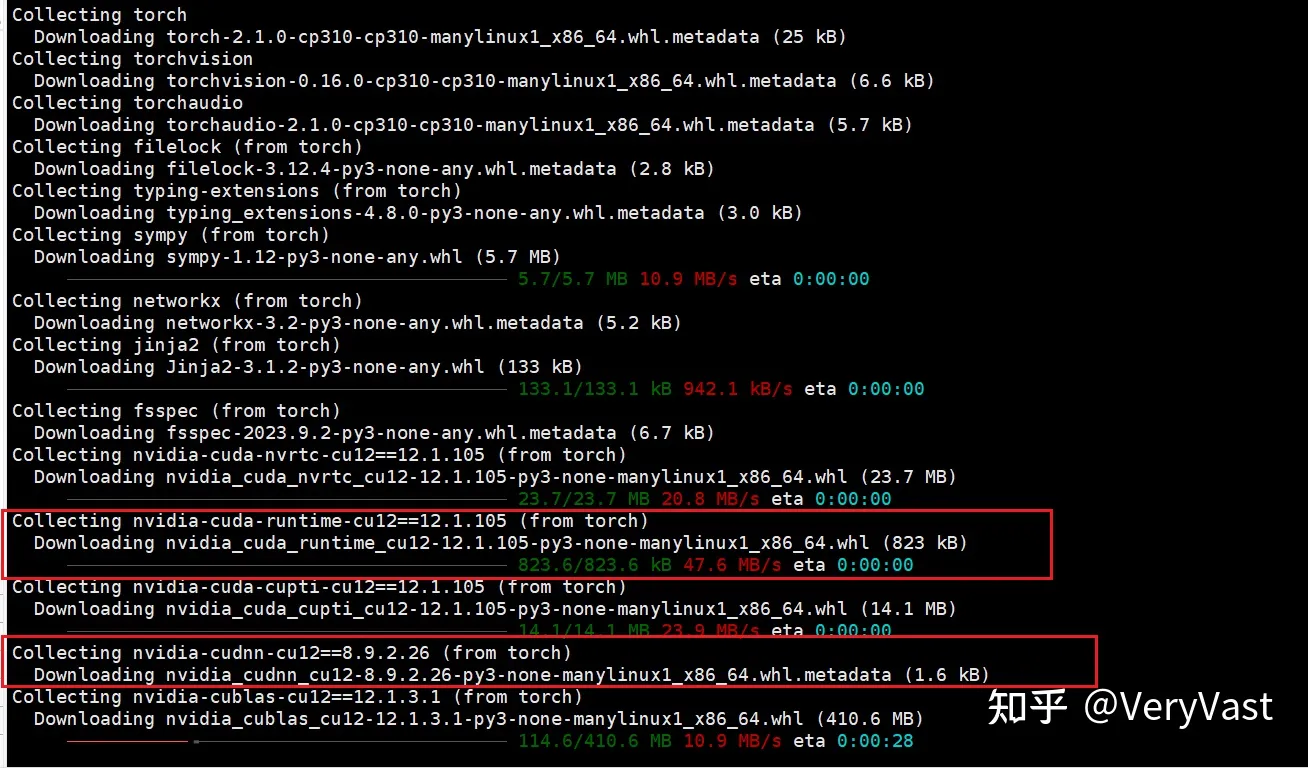 Collecting torch
Downloading torch-2.1.0-cp310-cp310-manylinux1_x86_64.whl.metadata (25 kB)
Collecting torchvision
Downloading torchvision-0.16.0-cp310-cp310-manylinux1_x86_64.whl.metadata (6.6 kB)
Collecting torchaudio
Downloading torchaudio-2.1.0-cp310-cp310-manylinux1_x86_64.whl.metadata (5.7 kB)
Collecting filelock (from torch)
Downloading filelock-3.12.4-py3-none-any.whl.metadata (2.8 kB)
Collecting typing-extensions (from torch)
Downloading typing_extensions-4.8.0-py3-none-any.whl.metadata (3.0 kB)
Collecting sympy (from torch)
Downloading sympy-1.12-py3-none-any.whl (5.7 MB)
5.7/5.7 MB 10.9 MB/s eta 0:00:00
Collecting networkx (from torch)
Downloading networkx-3.2-py3-none-any.whl.metadata (5.2 kB)
Collecting jinja2 (from torch)
Downloading Jinja2-3.1.2-py3-none-any.whl (133 kB)
133.1/133.1 kB 942.1 kB/s eta 0:00:00
Collecting fsspec (from torch)
Downloading fsspec-2023.9.2-py3-none-any.whl.metadata (6.7 kB)
Collecting nvidia-cuda-nvrtc-cu12==12.1.105 (from torch)
Downloading nvidia_cuda_nvrtc_cu12-12.1.105-py3-none-manylinux1_x86_64.whl (23.7 MB)
23.7/23.7 MB 20.8 MB/s eta 0:00:00
Collecting nvidia-cuda-runtime-cu12==12.1.105 (from torch)
Downloading nvidia_cuda_runtime_cu12-12.1.105-py3-none-manylinux1_x86_64.whl (823 kB)
823.6/823.6 kB 47.6 MB/s eta 0:00:00
Collecting nvidia-cuda-cupti-cu12==12.1.105 (from torch)
Downloading nvidia_cuda_cupti_cu12-12.1.105-py3-none-manylinux1_x86_64.whl (14.1 MB)
14.1/14.1 MB 23.9 MB/s eta 0:00:00
Collecting nvidia-cudnn-cu12==8.9.2.26 (from torch)
Downloading nvidia_cudnn_cu12-8.9.2.26-py3-none-manylinux1_x86_64.whl.metadata (1.6 kB)
Collecting nvidia-cublas-cu12==12.1.3.1 (from torch)
Downloading nvidia_cublas_cu12-12.1.3.1-py3-none-manylinux1_x86_64.whl (410.6 MB)
114.6/410.6 MB 10.9 MB/s eta 0:00:28
知乎 @VeryVast